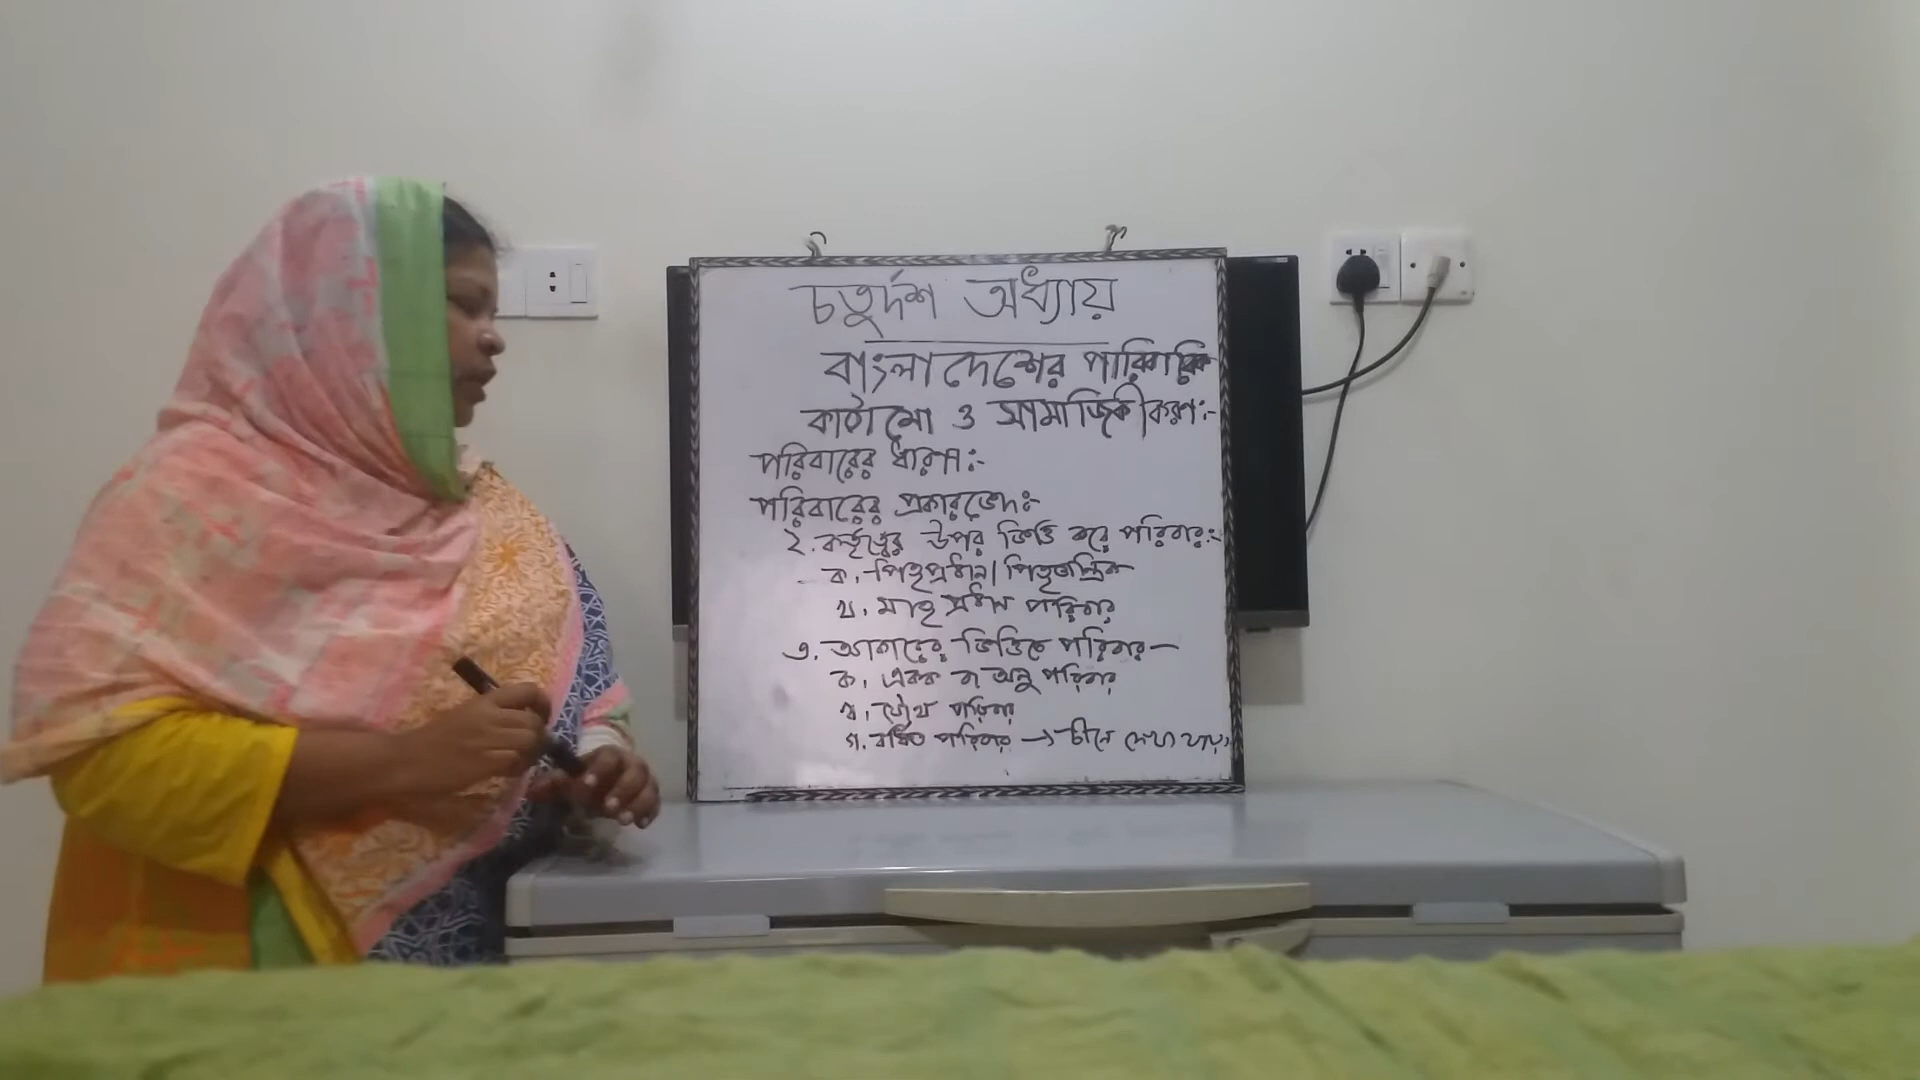 চতুর্দশ অধ্যায়
বাংলাদেশের পারিবারিক
কাঠামো ও সামাজিকীকরণ:-
পরিবারের ধারণা:-
পরিবারের প্রকারভেদ:-
২. কর্তৃত্বের উপর ভিত্তি করে পরিবার:-
ক. পিতৃপ্রধান/পিতৃতান্ত্রিক
খ. মাতৃপ্রধান পরিবার
৩. আকারের ভিত্তিতে পরিবার—
ক. একক বা অনু পরিবার
খ. যৌথ পরিবার
গ. বর্ধিত পরিবার → চীনে দেখা যায়।